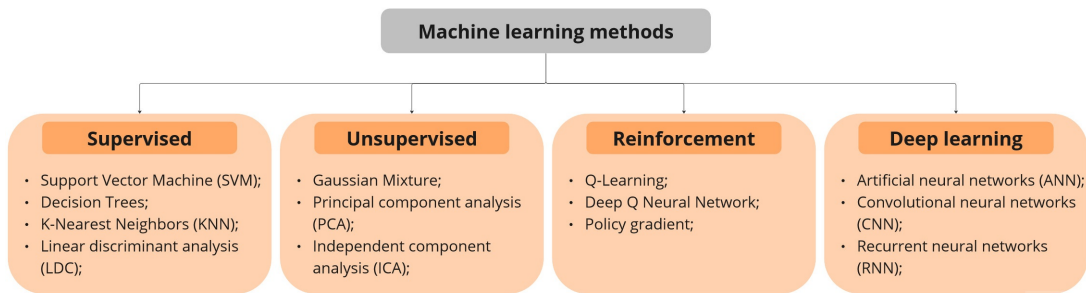 Machine learning methods
Supervised
• Support Vector Machine (SVM);
• Decision Trees;
• K-Nearest Neighbors (KNN);
• Linear discriminant analysis
(LDC);
Unsupervised
• Gaussian Mixture;
• Principal component analysis
(PCA);
• Independent component
analysis (ICA);
Reinforcement
• Q-Learning;
• Deep Q Neural Network;
• Policy gradient;
Deep learning
• Artificial neural networks (ANN);
• Convolutional neural networks
(CNN);
• Recurrent neural networks
(RNN);